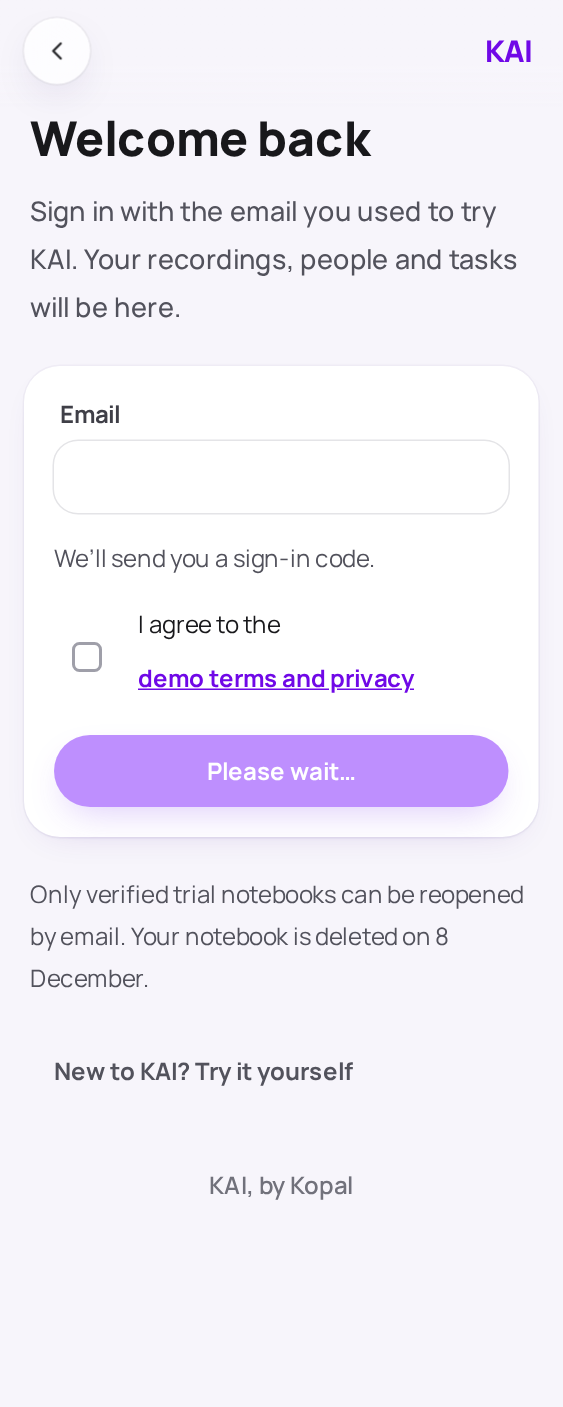 KAI
Welcome back
Sign in with the email you used to try
KAI. Your recordings, people and tasks
will be here.
Email
We’ll send you a sign-in code.
I agree to the
demo terms and privacy
Please wait…
Only verified trial notebooks can be reopened
by email. Your notebook is deleted on 8
December.
New to KAI? Try it yourself
KAI, by Kopal